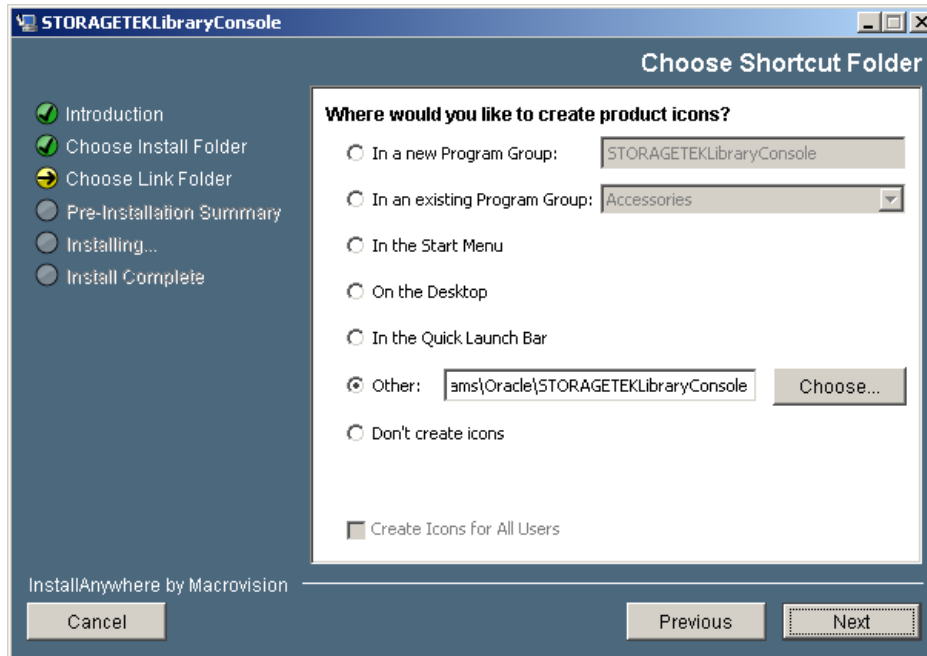 STORAGETEKLibraryConsole
Choose Shortcut Folder
Introduction
Choose Install Folder
Choose Link Folder
Pre-Installation Summary
Installing...
Install Complete
Where would you like to create product icons?
In a new Program Group: STORAGETEKLibraryConsole
In an existing Program Group: Accessories
In the Start Menu
On the Desktop
In the Quick Launch Bar
Other: ams\Oracle\STORAGETEKLibraryConsole Choose...
Don't create icons
Create Icons for All Users
InstallAnywhere by Macrovision
Cancel Previous Next